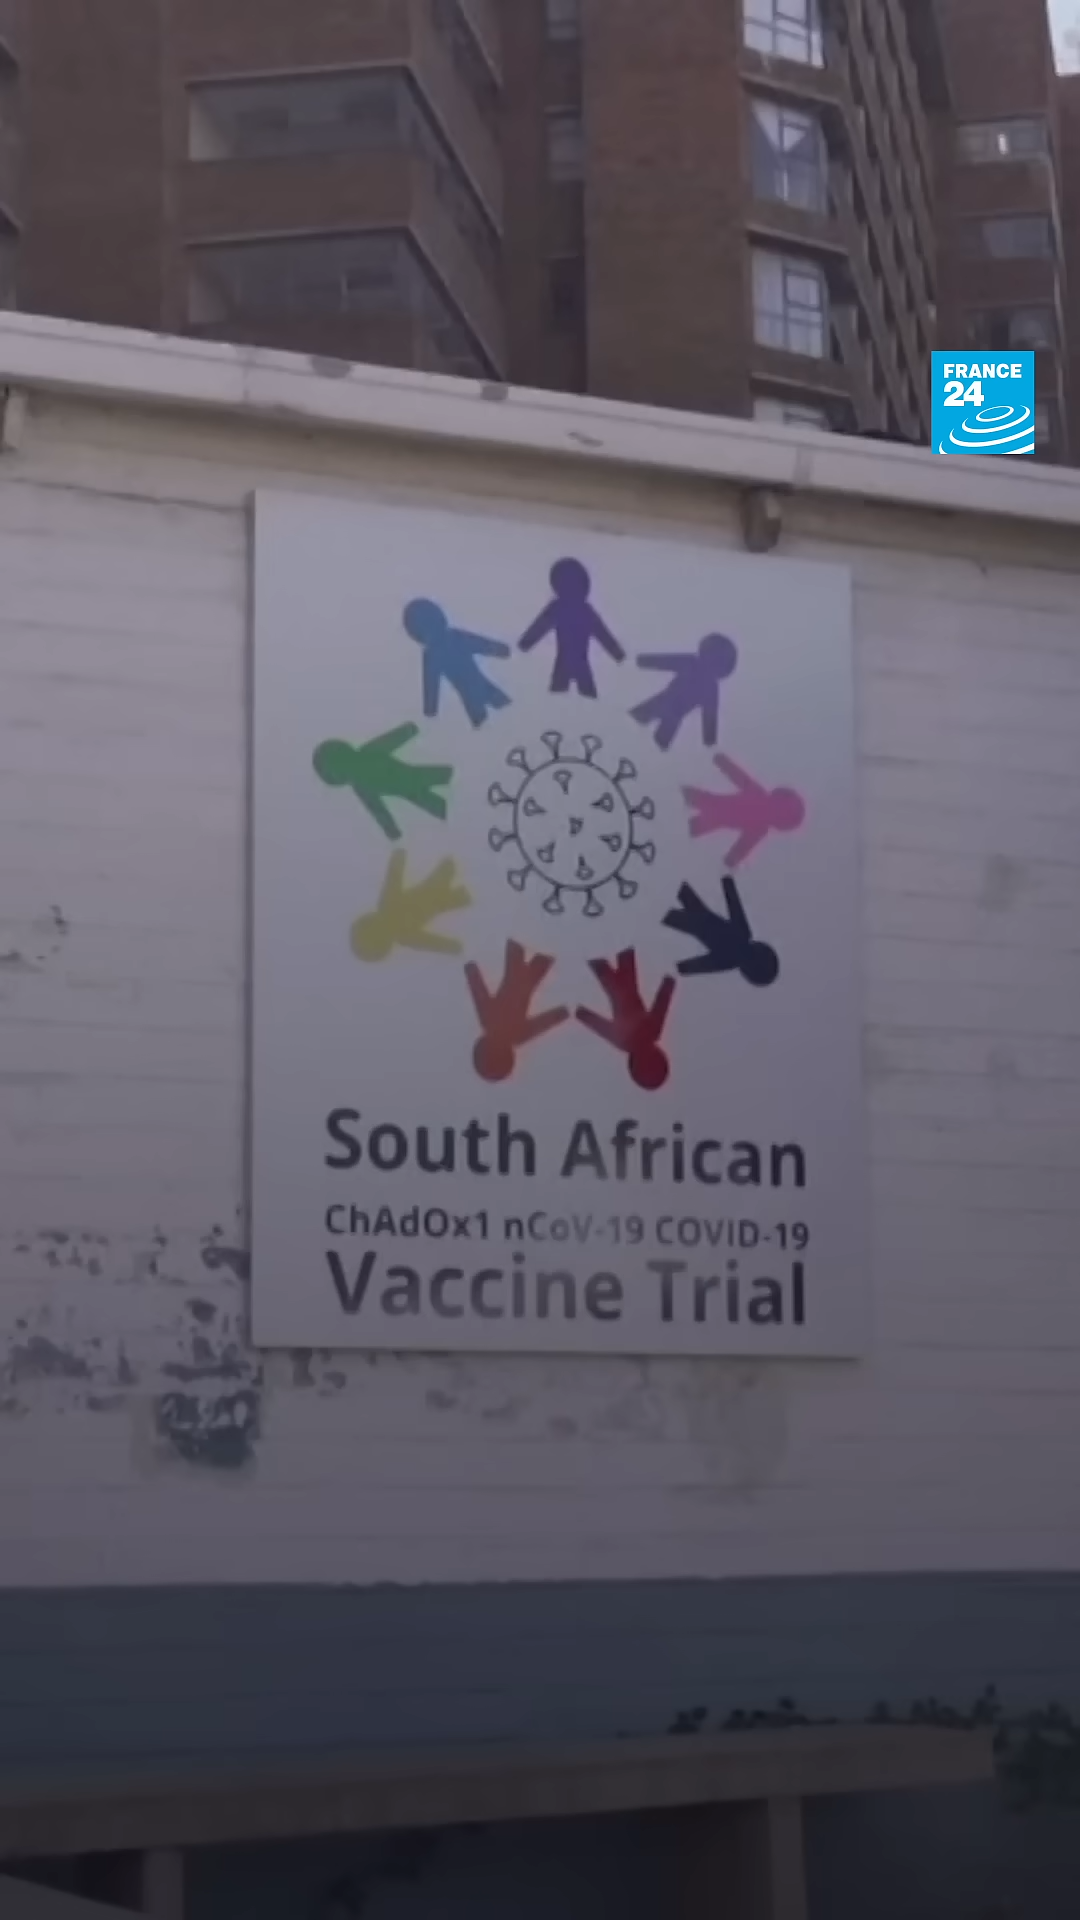 FRANCE
24
South African
ChAdOx1 nCoV-19 COVID-19
Vaccine Trial